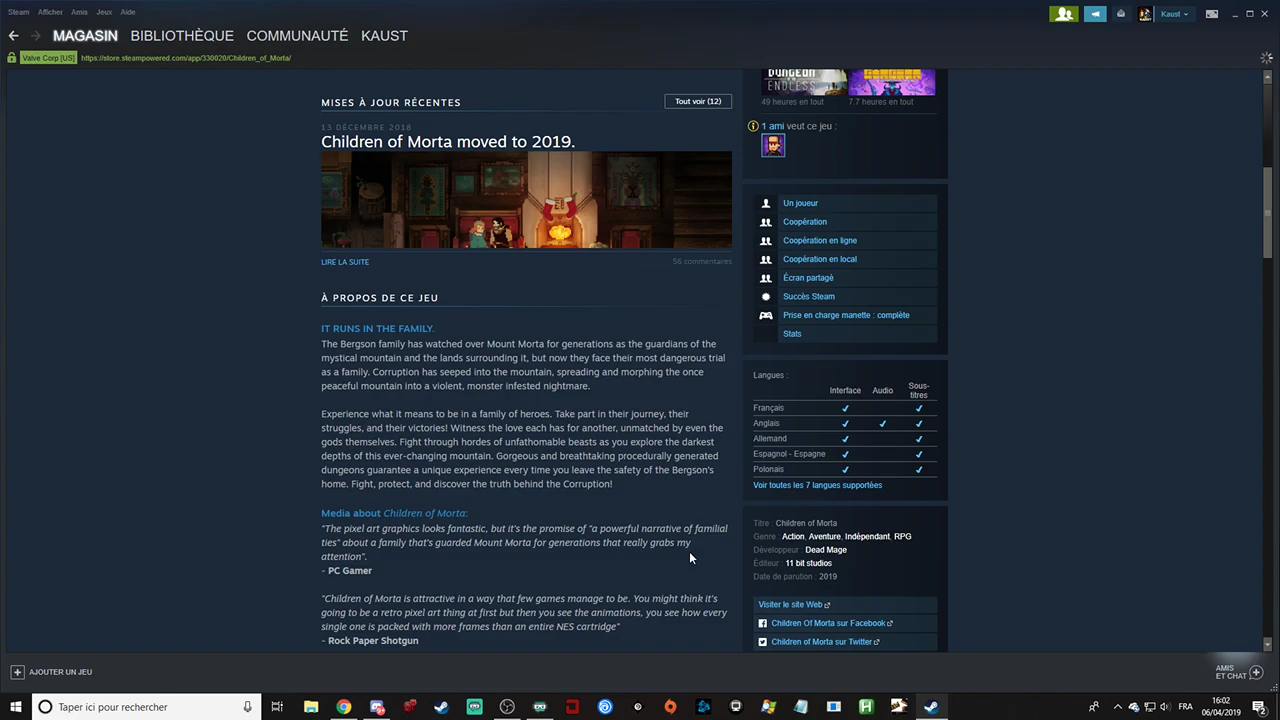 Steam Afficher Amis Jeux Aide
Kaust
MAGASIN BIBLIOTHÈQUE COMMUNAUTÉ KAUST
Valve Corp [US] https://store.steampowered.com/app/330020/Children_of_Morta/
MISES À JOUR RÉCENTES
Tout voir (12)
13 DÉCEMBRE 2018
Children of Morta moved to 2019.
LIRE LA SUITE
56 commentaires
À PROPOS DE CE JEU
IT RUNS IN THE FAMILY.
The Bergson family has watched over Mount Morta for generations as the guardians of the
mystical mountain and the lands surrounding it, but now they face their most dangerous trial
as a family. Corruption has seeped into the mountain, spreading and morphing the once
peaceful mountain into a violent, monster infested nightmare.
Experience what it means to be in a family of heroes. Take part in their journey, their
struggles, and their victories! Witness the love each has for another, unmatched by even the
gods themselves. Fight through hordes of unfathomable beasts as you explore the darkest
depths of this ever-changing mountain. Gorgeous and breathtaking procedurally generated
dungeons guarantee a unique experience every time you leave the safety of the Bergson's
home. Fight, protect, and discover the truth behind the Corruption!
Media about Children of Morta:
"The pixel art graphics looks fantastic, but it's the promise of "a powerful narrative of familial
ties" about a family that's guarded Mount Morta for generations that really grabs my
attention".
- PC Gamer
"Children of Morta is attractive in a way that few games manage to be. You might think it's
going to be a retro pixel art thing at first but then you see the animations, you see how every
single one is packed with more frames than an entire NES cartridge"
- Rock Paper Shotgun
DUNGEON
ENDLESS
49 heures en tout
7.7 heures en tout
1 ami veut ce jeu :
Un joueur
Coopération
Coopération en ligne
Coopération en local
Écran partagé
Succès Steam
Prise en charge manette : complète
Stats
Langues :
Interface Audio Sous-
titres
Français
Anglais
Allemand
Espagnol - Espagne
Polonais
Voir toutes les 7 langues supportées
Titre : Children of Morta
Genre : Action, Aventure, Indépendant, RPG
Développeur : Dead Mage
Éditeur : 11 bit studios
Date de parution : 2019
Visiter le site Web
Children Of Morta sur Facebook
Children of Morta sur Twitter
AJOUTER UN JEU
AMIS
ET CHAT
Taper ici pour rechercher
FRA
16:02
06/04/2019